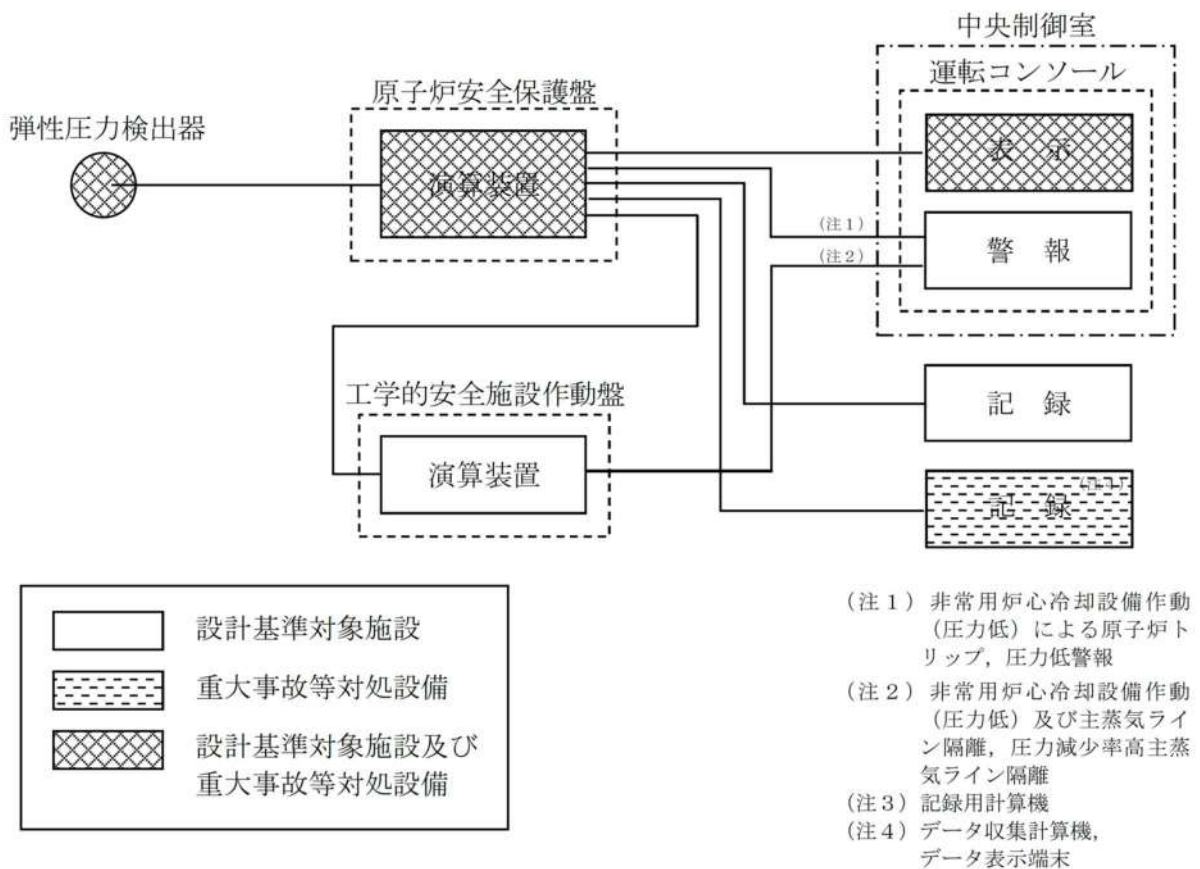 中央制御室
運転コンソール
原子炉安全保護盤
弾性圧力検出器
演算装置
表 示
(注1)
(注2)
警 報
工学的安全施設作動盤
演算装置
記 録
(注4)
記 録
設計基準対象施設
重大事故等対処設備
設計基準対象施設及び
重大事故等対処設備
(注1) 非常用炉心冷却設備作動
(圧力低)による原子炉ト
リップ,圧力低警報
(注2) 非常用炉心冷却設備作動
(圧力低)及び主蒸気ライ
ン隔離,圧力減少率高主蒸
気ライン隔離
(注3) 記録用計算機
(注4) データ収集計算機,
データ表示端末